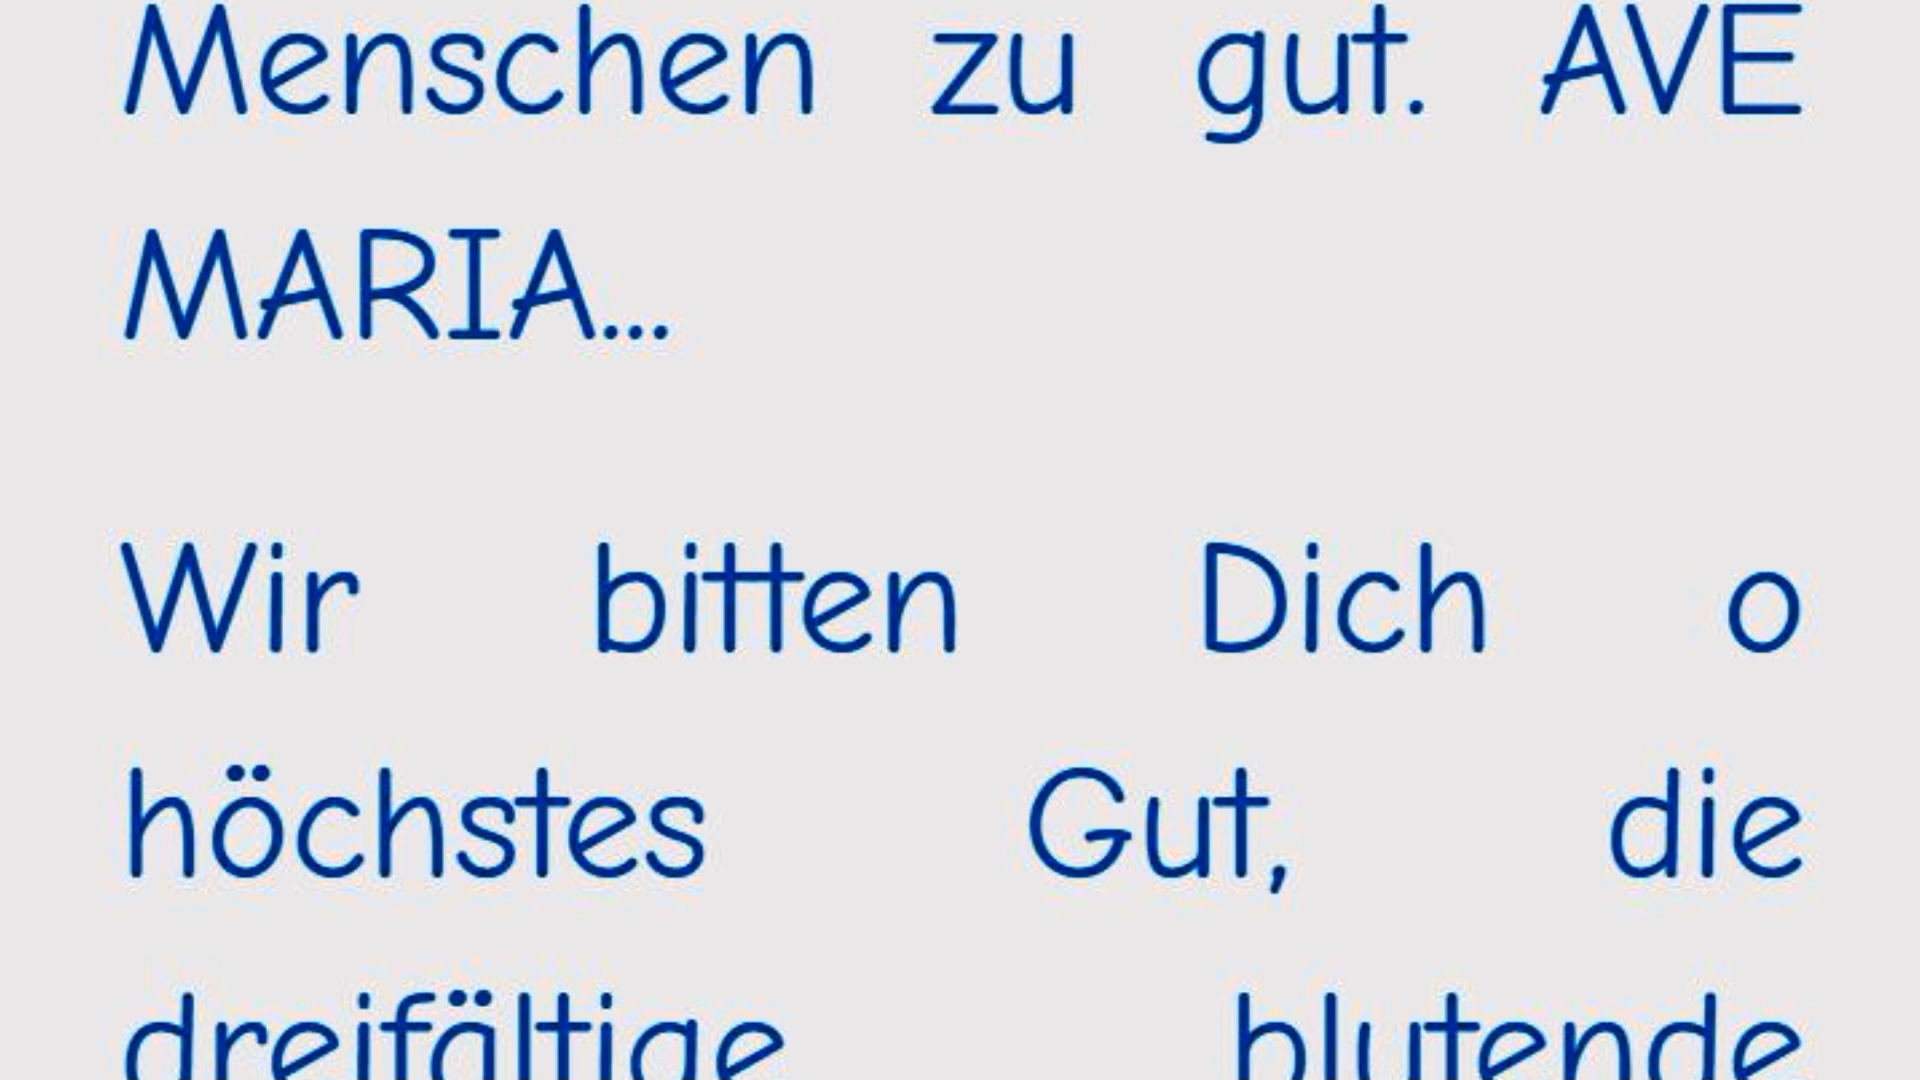 Menschen zu gut. AVE
MARIA...
Wir bitten Dich o
höchstes Gut, die
dreifältige blutende